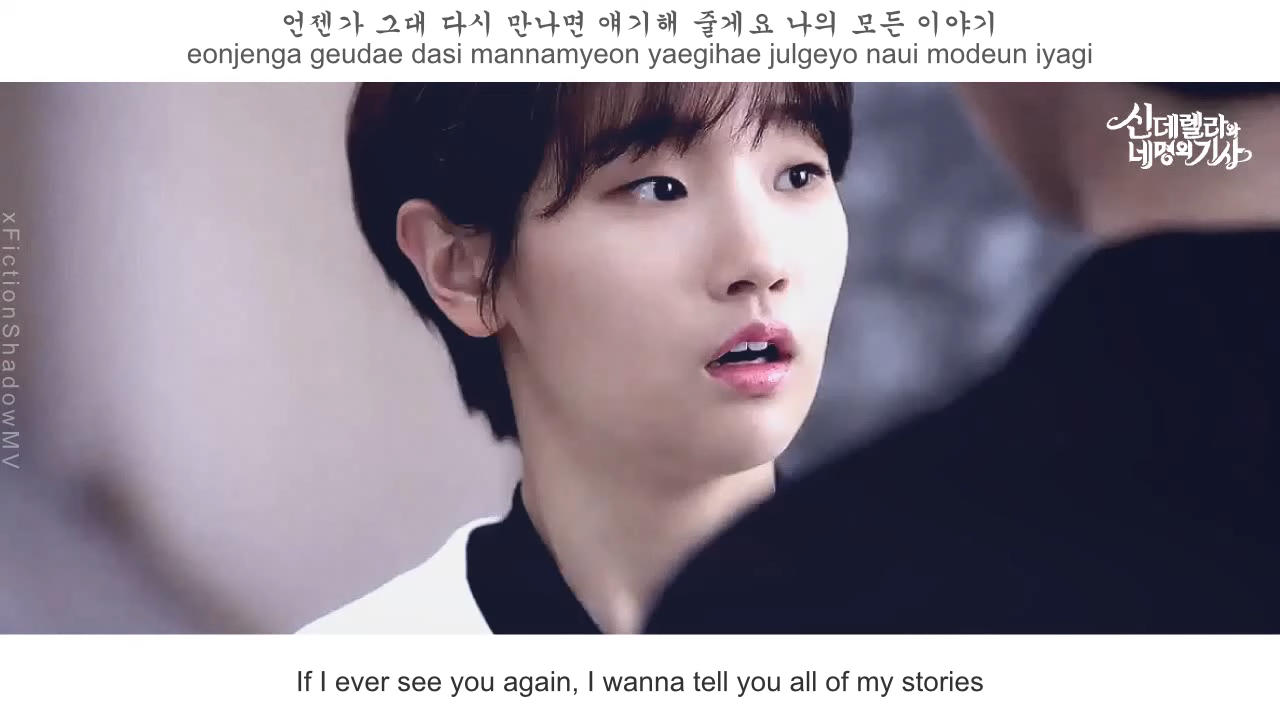 언젠가 그대 다시 만나면 얘기해 줄게요 나의 모든 이야기
eonjenga geudae dasi mannamyeon yaegihae julgeyo naui modeun iyagi
신데렐라와
네명의기사
xFictionShadowMV
If I ever see you again, I wanna tell you all of my stories